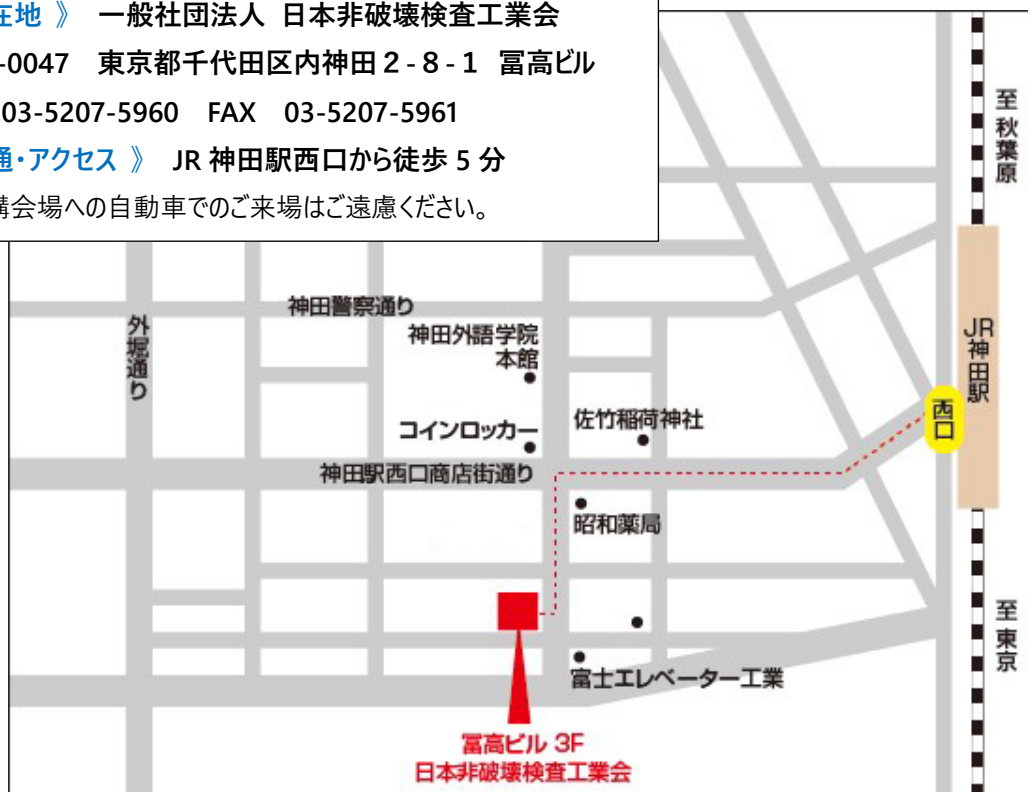 在地 》 一般社団法人 日本非破壊検査工業会
-0047 東京都千代田区内神田２-８-１ 冨高ビル
03-5207-5960 FAX 03-5207-5961
通・アクセス 》 JR 神田駅西口から徒歩 5 分
講会場への自動車でのご来場はご遠慮ください。
至秋葉原
神田警察通り
外堀通り
神田外語学院
本館
JR神田駅
西口
コインロッカー
佐竹稲荷神社
神田駅西口商店街通り
昭和薬局
至東京
富士エレベーター工業
冨高ビル 3F
日本非破壊検査工業会